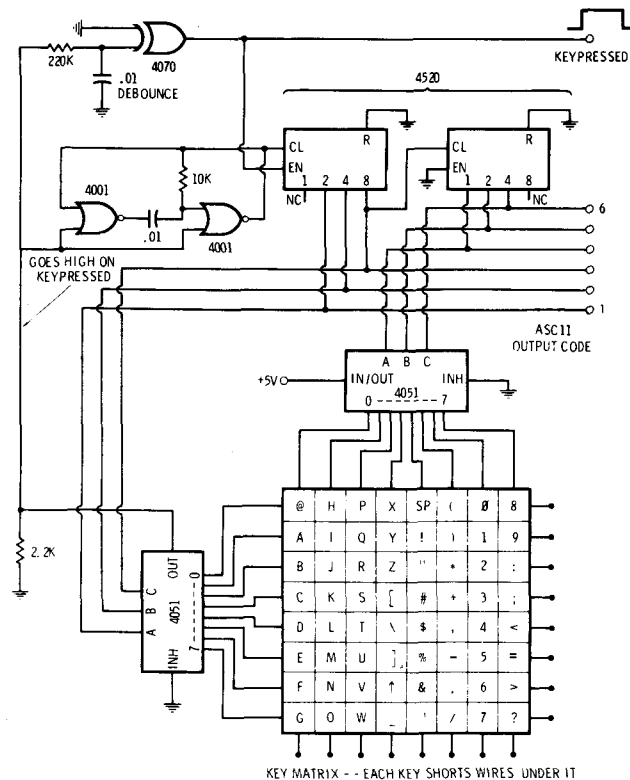 220K
4070
.01
DEBOUNCE
KEYPRESSED
4520
CL
R
EN
1 2 4 8
NC
CL
R
EN
1 2 4 8
NC
10K
4001
.01
4001
GOES HIGH ON
KEYPRESSED
6
1
ASCII
OUTPUT CODE
A B C
+5V
IN/OUT
INH
4051
0 ------- 7
2.2K
OUT
C
B
A
4051
0
7
INH
@ H P X SP ( Ø 8
A I Q Y ! ) 1 9
B J R Z " * 2 :
C K S [ # + 3 ;
D L T \ $ , 4 <
E M U ] % - 5 =
F N V ↑ & . 6 >
G O W _ ' / 7 ?
KEY MATRIX - - EACH KEY SHORTS WIRES UNDER IT